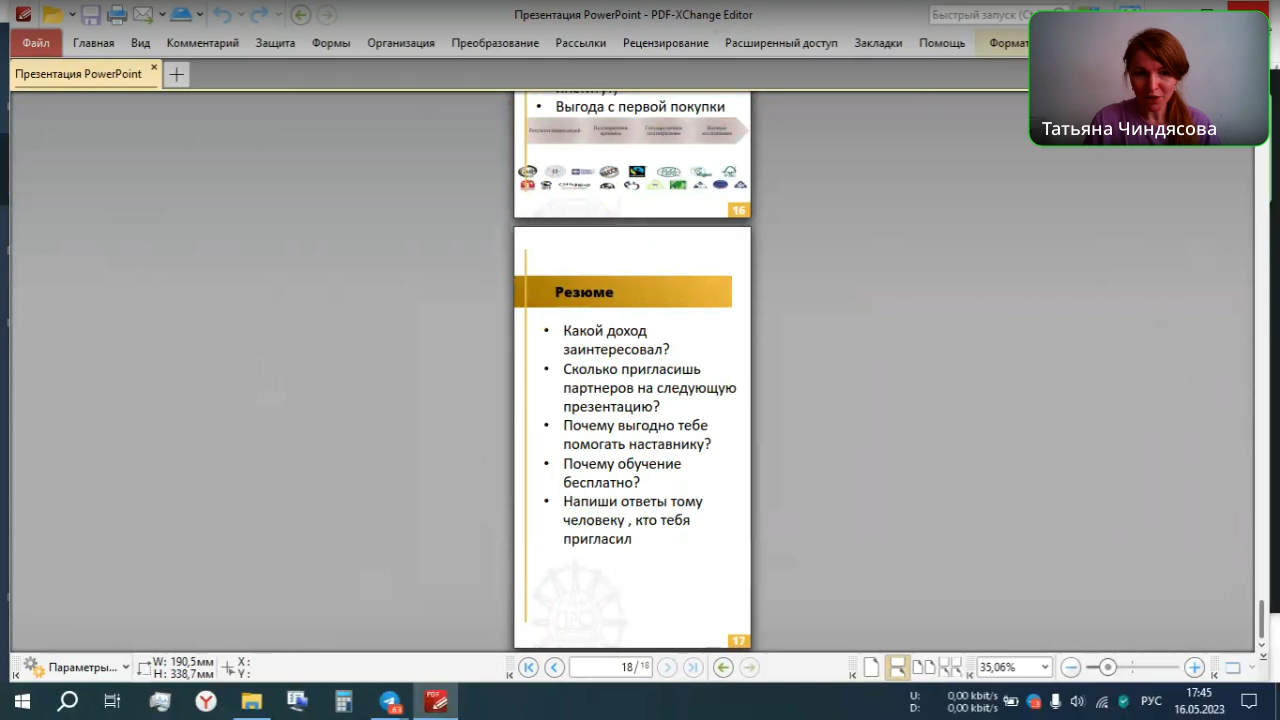 Презентация PowerPoint - PDF-XChange Editor
Быстрый запуск (Ct
Файл Главная Вид Комментарий Защита Формы Организация Преобразование Рассылки Рецензирование Расширенный доступ Закладки Помощь Формат
Презентация PowerPoint
Татьяна Чиндясова
• Выгода с первой покупки
16
Резюме
• Какой доход
заинтересовал?
• Сколько пригласишь
партнеров на следующую
презентацию?
• Почему выгодно тебе
помогать наставнику?
• Почему обучение
бесплатно?
• Напиши ответы тому
человеку , кто тебя
пригласил
17
Параметры...
W: 190,5мм
H: 338,7мм
X:
Y:
18 / 18
35,06%
U: 0,00 kbit/s
D: 0,00 kbit/s
РУС
17:45
16.05.2023